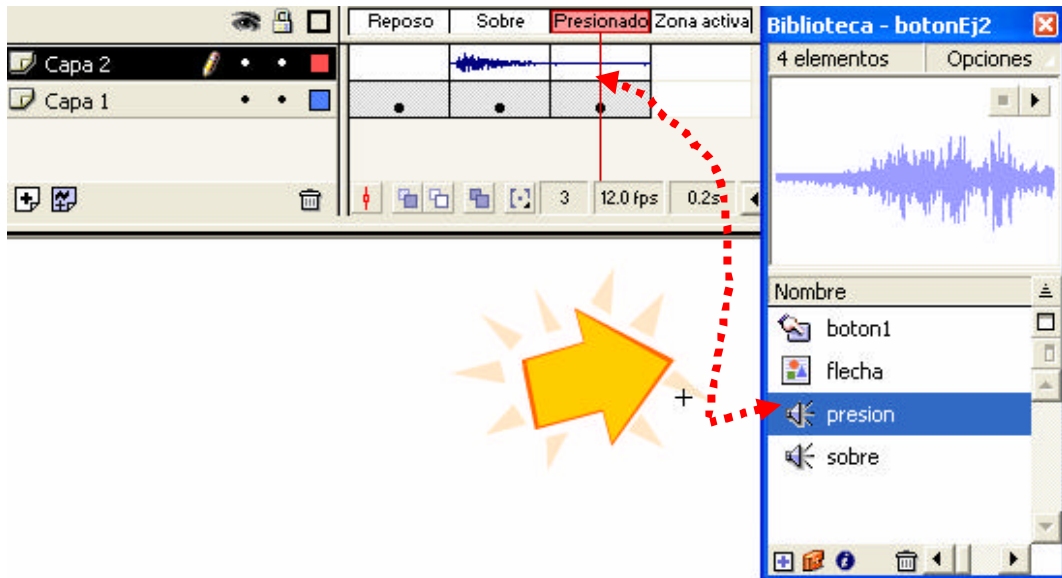 Reposo Sobre Presionado Zona activa
Capa 2
Capa 1
3 12.0 fps 0.2s
Biblioteca - botonEj2
4 elementos Opciones
Nombre
boton1
flecha
presion
sobre